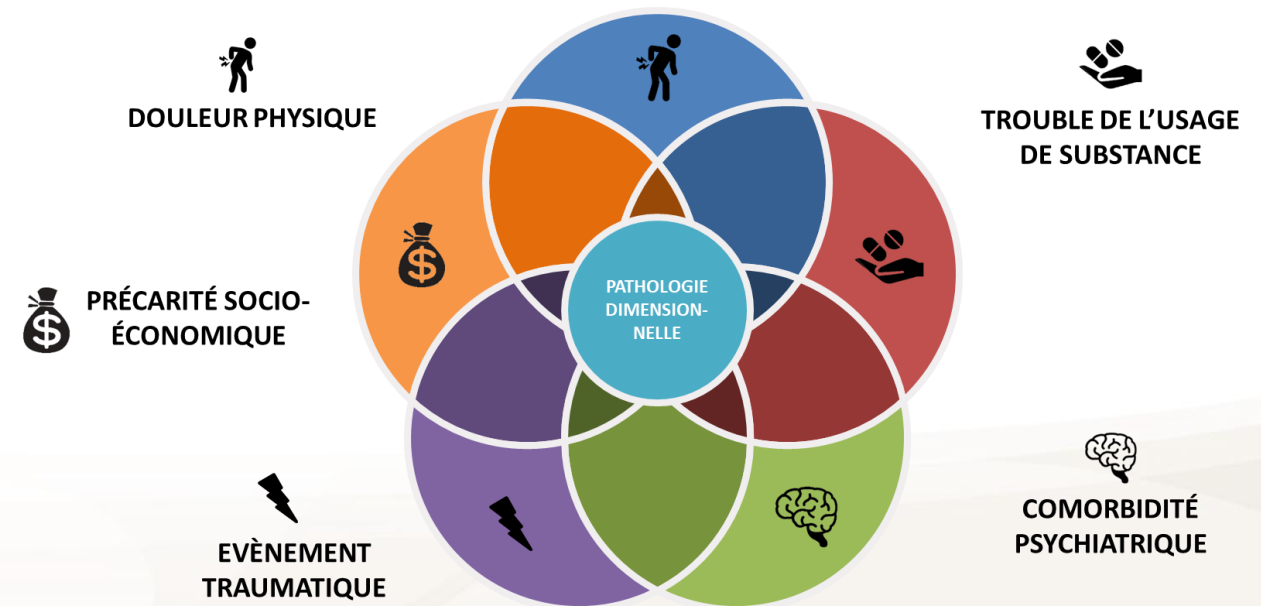 DOULEUR PHYSIQUE
TROUBLE DE L'USAGE
DE SUBSTANCE
PRÉCARITÉ SOCIO-
ÉCONOMIQUE
PATHOLOGIE
DIMENSION-
NELLE
EVÈNEMENT
TRAUMATIQUE
COMORBIDITÉ
PSYCHIATRIQUE